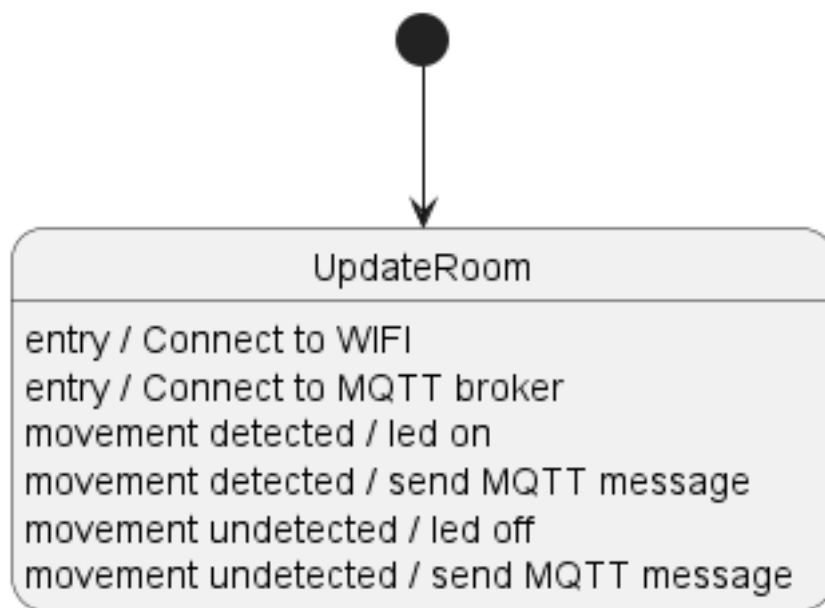 UpdateRoom
entry / Connect to WIFI
entry / Connect to MQTT broker
movement detected / led on
movement detected / send MQTT message
movement undetected / led off
movement undetected / send MQTT message